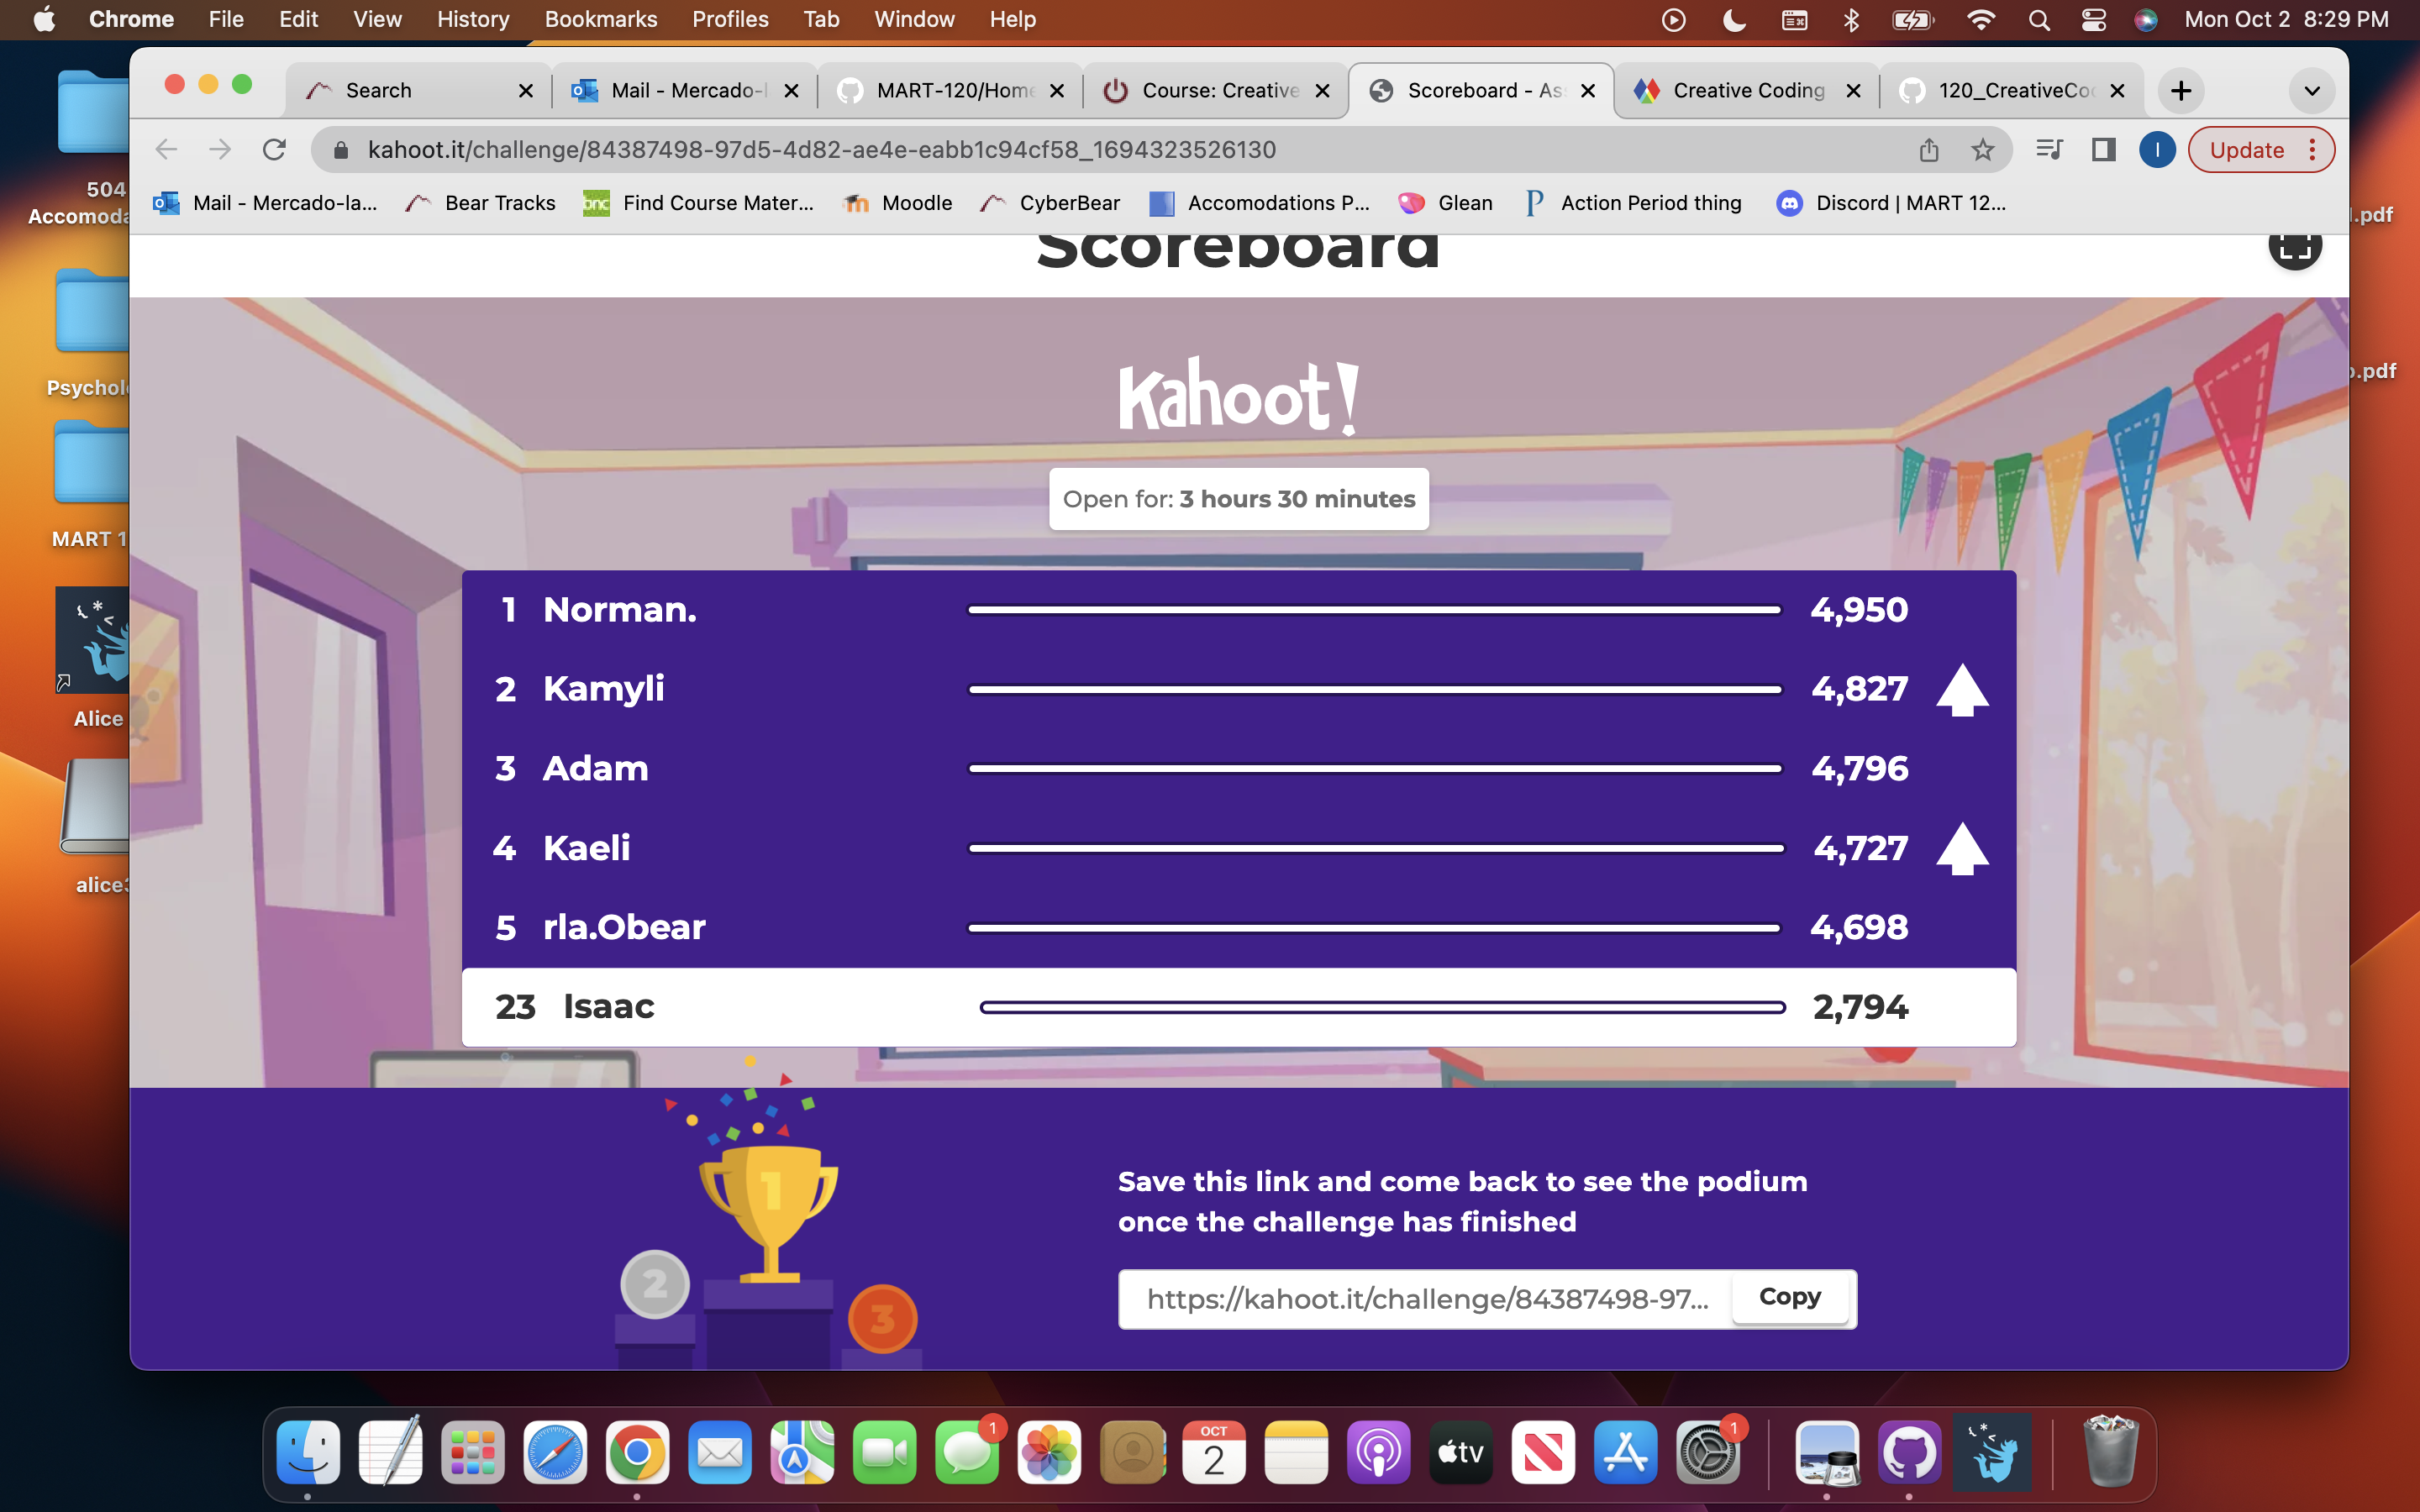 Chrome File Edit View History Bookmarks Profiles Tab Window Help Mon Oct 2 8:29 PM
Search Mail - Mercado-l MART-120/Home Course: Creative Scoreboard - As Creative Coding 120_CreativeCo
kahoot.it/challenge/84387498-97d5-4d82-ae4e-eabb1c94cf58_1694323526130 I Update
Mail - Mercado-la... Bear Tracks bnc Find Course Mater... Moodle CyberBear Accomodations P... Glean P Action Period thing Discord | MART 12...
504
Accomoda
Psychol
MART 1
Alice
alice3
.pdf
.pdf
Scoreboard
Kahoot!
Open for: 3 hours 30 minutes
1 Norman. 4,950
2 Kamyli 4,827
3 Adam 4,796
4 Kaeli 4,727
5 rla.Obear 4,698
23 Isaac 2,794
1
2
3
Save this link and come back to see the podium
once the challenge has finished
https://kahoot.it/challenge/84387498-97... Copy
1 OCT 2 tv 1